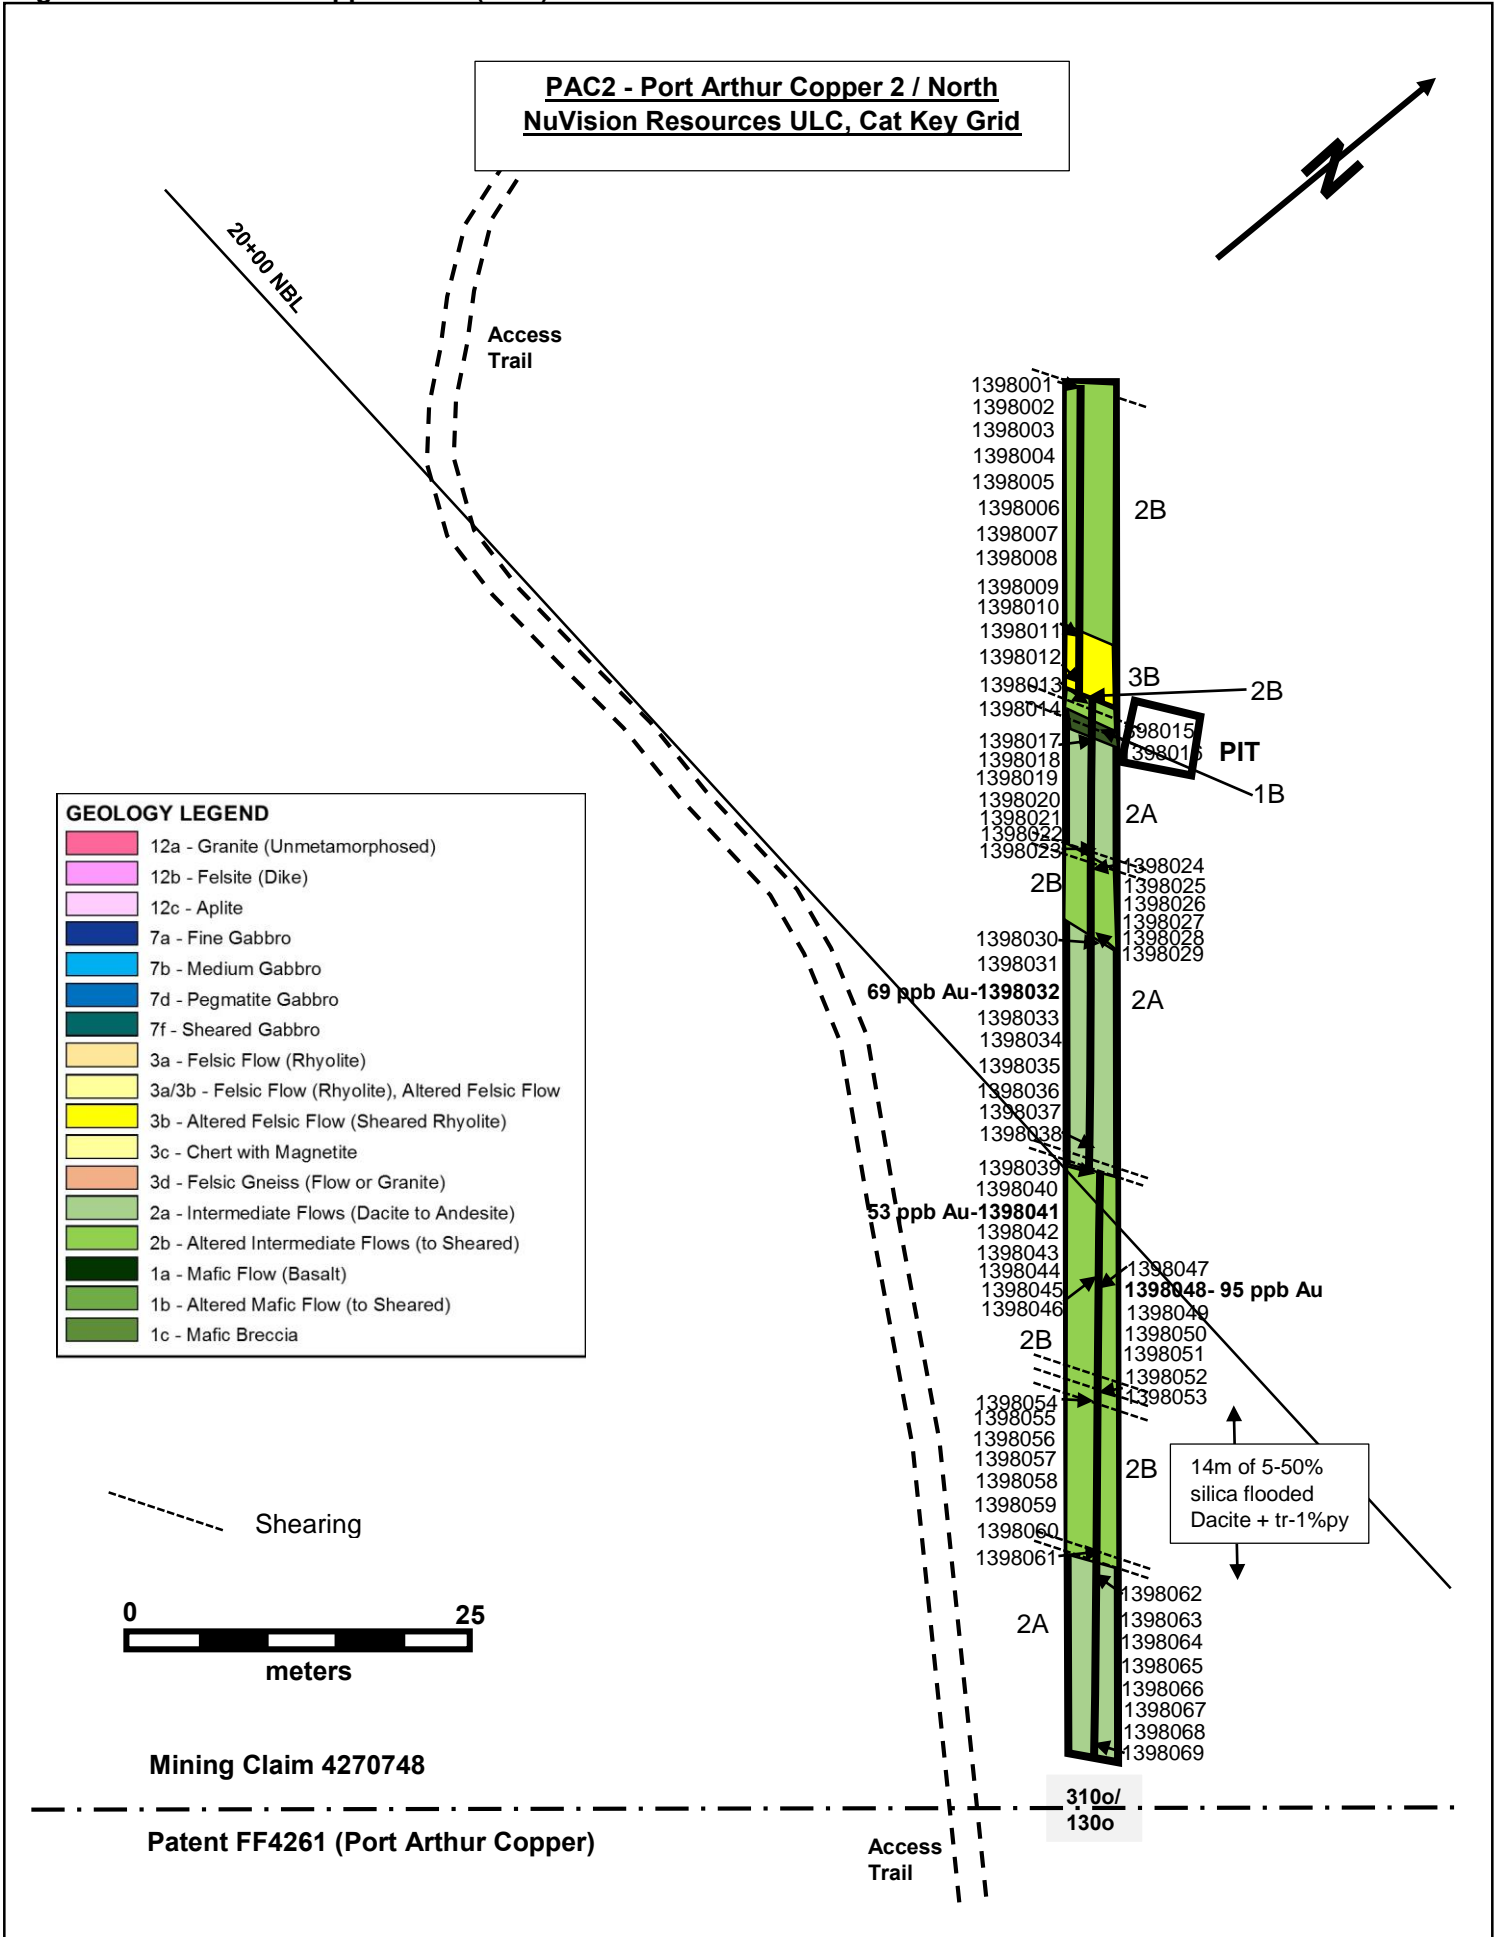 PAC2 - Port Arthur Copper 2 / North
NuVision Resources ULC, Cat Key Grid
N
20+00 NBL
Access
Trail
1398001
1398002
1398003
1398004
1398005
1398006
1398007
1398008
1398009
1398010
1398011
1398012
1398013
1398014
2B
3B
2B
398015
398016
PIT
1B
1398017
1398018
1398019
1398020
1398021
1398022
1398023
2A
2B
1398024
1398025
1398026
1398027
1398028
1398029
1398030
1398031
69 ppb Au-1398032
1398033
1398034
1398035
1398036
1398037
1398038
2A
1398039
1398040
53 ppb Au-1398041
1398042
1398043
1398044
1398045
1398046
1398047
1398048- 95 ppb Au
1398049
1398050
1398051
1398052
1398053
2B
1398054
1398055
1398056
1398057
1398058
1398059
1398060
1398061
2B
14m of 5-50%
silica flooded
Dacite + tr-1%py
1398062
1398063
1398064
1398065
1398066
1398067
1398068
1398069
2A
310o/
130o
GEOLOGY LEGEND
12a - Granite (Unmetamorphosed)
12b - Felsite (Dike)
12c - Aplite
7a - Fine Gabbro
7b - Medium Gabbro
7d - Pegmatite Gabbro
7f - Sheared Gabbro
3a - Felsic Flow (Rhyolite)
3a/3b - Felsic Flow (Rhyolite), Altered Felsic Flow
3b - Altered Felsic Flow (Sheared Rhyolite)
3c - Chert with Magnetite
3d - Felsic Gneiss (Flow or Granite)
2a - Intermediate Flows (Dacite to Andesite)
2b - Altered Intermediate Flows (to Sheared)
1a - Mafic Flow (Basalt)
1b - Altered Mafic Flow (to Sheared)
1c - Mafic Breccia
Shearing
0 25
meters
Mining Claim 4270748
Patent FF4261 (Port Arthur Copper)
Access
Trail